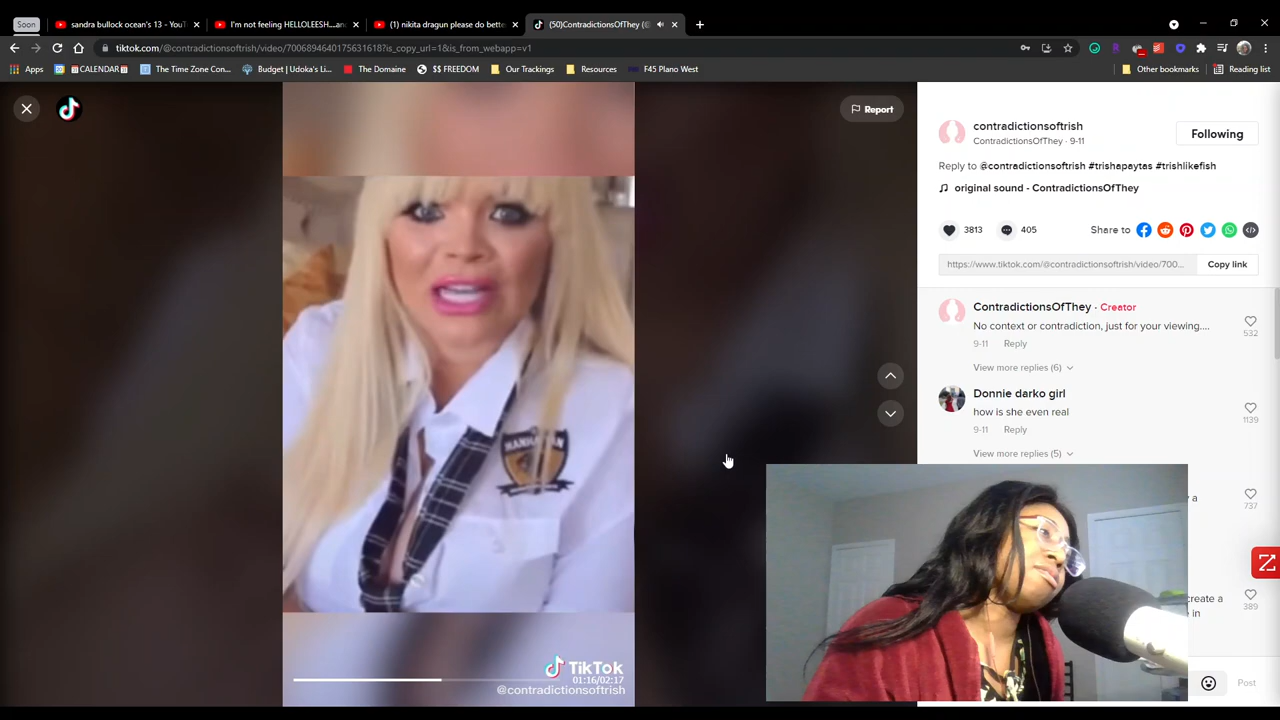 Soon
sandra bullock ocean's 13 - YouT
I'm not feeling HELLOLEESH...an
(1) nikita dragun please do bette
(50)ContradictionsOfThey (@
tiktok.com/@contradictionsoftrish/video/7006894640175631618?is_copy_url=1&is_from_webapp=v1
Apps
CALENDAR
The Time Zone Con...
Budget | Udoka's Li...
The Domaine
$$ FREEDOM
Our Trackings
Resources
F45 Plano West
Other bookmarks
Reading list
Report
contradictionsoftrish
ContradictionsOfThey · 9-11
Following
Reply to @contradictionsoftrish #trishapaytas #trishlikefish
original sound - ContradictionsOfThey
3813
405
Share to
https://www.tiktok.com/@contradictionsoftrish/video/700...
Copy link
ContradictionsOfThey · Creator
No context or contradiction, just for your viewing....
532
9-11 Reply
View more replies (6)
Donnie darko girl
how is she even real
1139
9-11 Reply
View more replies (5)
a
737
create a
389
e in
MANHATTAN
TikTok
01:16/02:17
@contradictionsoftrish
Post